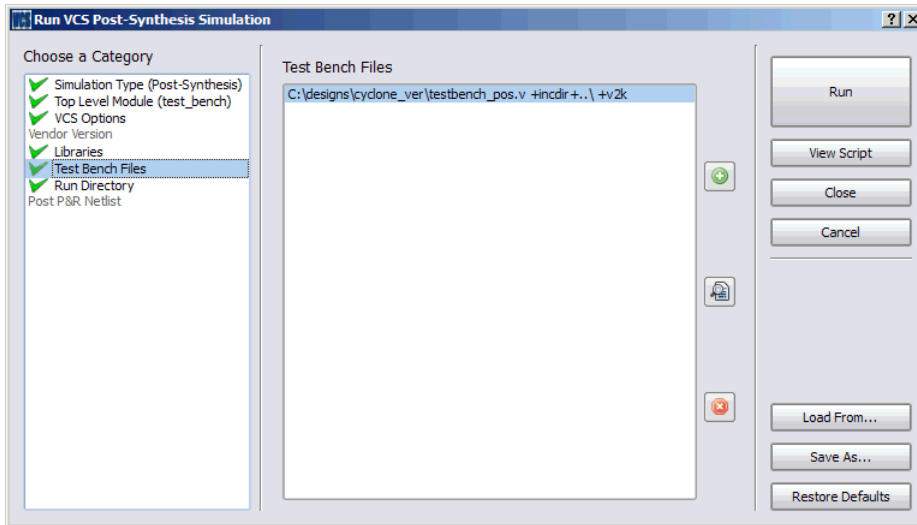 Run VCS Post-Synthesis Simulation
Choose a Category
Simulation Type (Post-Synthesis)
Top Level Module (test_bench)
VCS Options
Vendor Version
Libraries
Test Bench Files
Run Directory
Post P&R Netlist
Test Bench Files
C:\designs\cyclone_ver\testbench_pos.v +incdir+..\ +v2k
Run
View Script
Close
Cancel
Load From...
Save As...
Restore Defaults